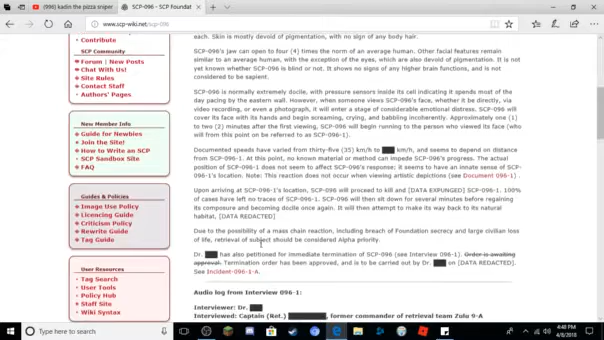 (996) kadin the pizza sniper
SCP-096 - SCP Foundat
www.scp-wiki.net/scp-096
SCP Community
Forum | New Posts
Chat With Us!
Site Rules
Contact Staff
Authors' Pages
New Member Info
Guide for Newbies
Join the Site!
How to Write an SCP
SCP Sandbox Site
FAQ
Guides & Policies
Image Use Policy
Licencing Guide
Criticism Policy
Rewrite Guide
Tag Guide
User Resources
Tag Search
User Tools
Policy Hub
Staff Site
Wiki Syntax
each. Skin is mostly devoid of pigmentation, with no sign of any body hair.
SCP-096's jaw can open to four (4) times the norm of an average human. Other facial features remain
similar to an average human, with the exception of the eyes, which are also devoid of pigmentation. It is not
yet known whether SCP-096 is blind or not. It shows no signs of any higher brain functions, and is not
considered to be sapient.
SCP-096 is normally extremely docile, with pressure sensors inside its cell indicating it spends most of the
day pacing by the eastern wall. However, when someone views SCP-096's face, whether it be directly, via
video recording, or even a photograph, it will enter a stage of considerable emotional distress. SCP-096 will
cover its face with its hands and begin screaming, crying, and babbling incoherently. Approximately one (1)
to two (2) minutes after the first viewing, SCP-096 will begin running to the person who viewed its face (who
will from this point on be referred to as SCP-096-1).
Documented speeds have varied from thirty-five (35) km/h to ███ km/h, and seems to depend on
distance from SCP-096-1. At this point, no known material or method can impede SCP-096's progress. The actual
position of SCP-096-1 does not seem to affect SCP-096's response; it seems to have an innate sense of SCP-
096-1's location. Note: This reaction does not occur when viewing artistic depictions (see Document 096-1) .
Upon arriving at SCP-096-1's location, SCP-096 will proceed to kill and [DATA EXPUNGED] SCP-096-1. 100%
of cases have left no traces of SCP-096-1. SCP-096 will then sit down for several minutes before regaining
its composure and becoming docile once again. It will then attempt to make its way back to its natural
habitat, [DATA REDACTED]
Due to the possibility of a mass chain reaction, including breach of Foundation secrecy and large civilian loss
of life, retrieval of subject should be considered Alpha priority.
Dr. ███ has also petitioned for immediate termination of SCP-096 (see Interview 096-1). Order is awaiting
approval. Termination order has been approved, and is to be carried out by Dr. ███ on [DATA REDACTED].
See Incident-096-1-A.
Audio log from Interview 096-1:
Interviewer: Dr. ███
Interviewed: Captain (Ret.) ███████, former commander of retrieval team Zulu 9-A
Type here to search
4:48 PM
4/8/2018